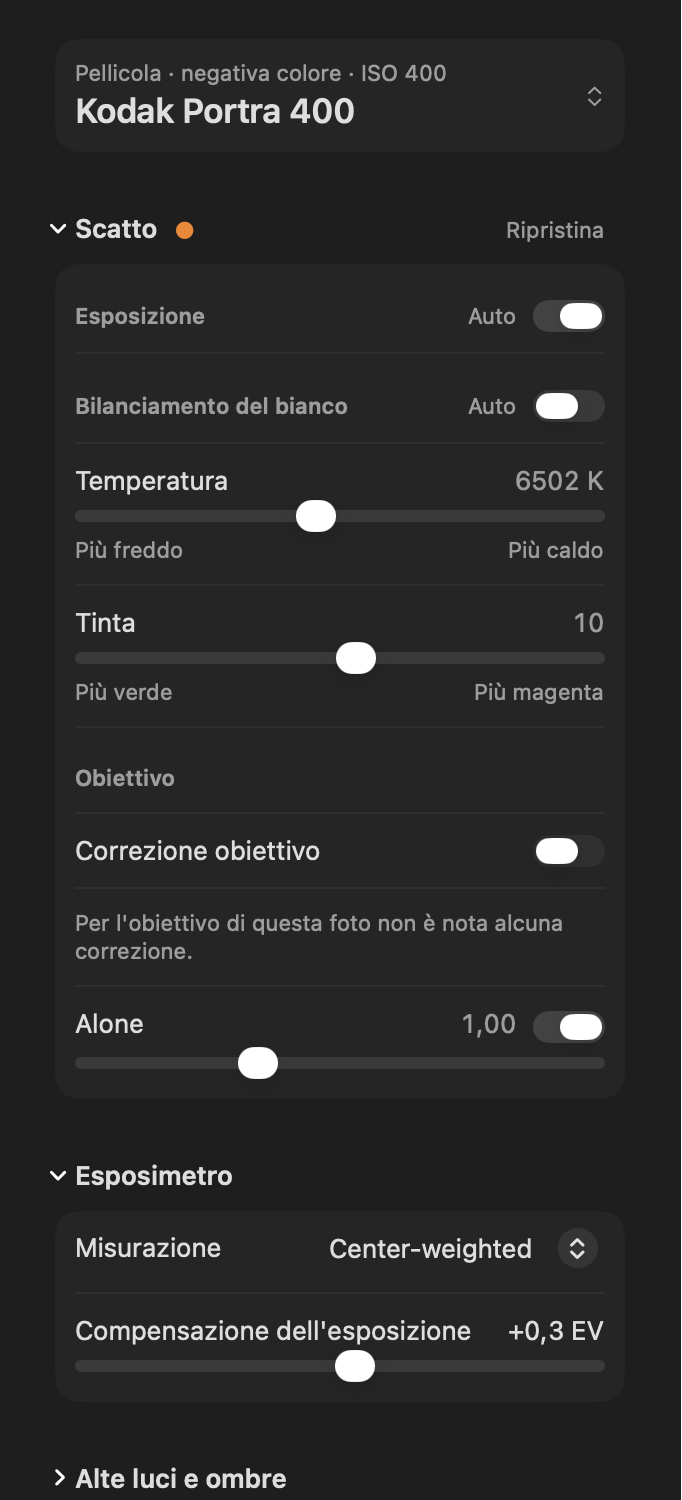 Pellicola · negativa colore · ISO 400
Kodak Portra 400
Scatto
Ripristina
Esposizione
Auto
Bilanciamento del bianco
Auto
Temperatura
6502 K
Più freddo
Più caldo
Tinta
10
Più verde
Più magenta
Obiettivo
Correzione obiettivo
Per l'obiettivo di questa foto non è nota alcuna
correzione.
Alone
1,00
Esposimetro
Misurazione
Center-weighted
Compensazione dell'esposizione
+0,3 EV
Alte luci e ombre